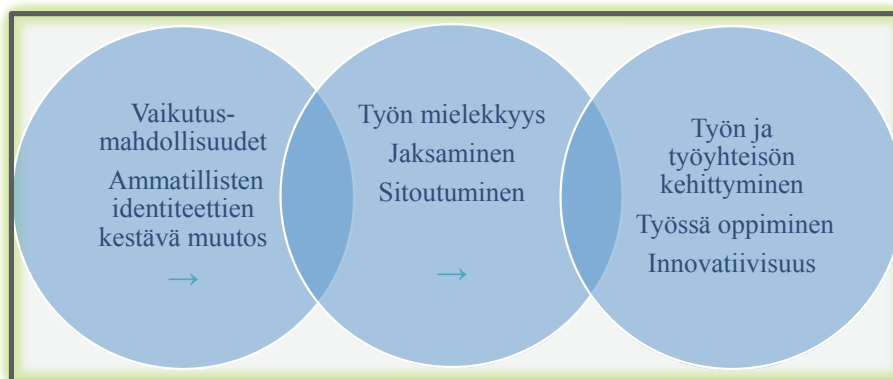 Vaikutus-
mahdollisuudet
Ammatillisten
identiteettien
kestävä muutos
→
Työn mielekkyys
Jaksaminen
Sitoutuminen
→
Työn ja
työyhteisön
kehittyminen
Työssä oppiminen
Innovatiivisuus